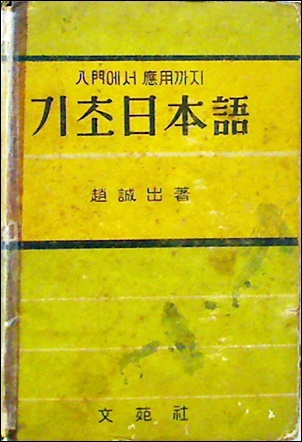 入門에서 應用까지
기초日本語
趙誠出著
文苑社